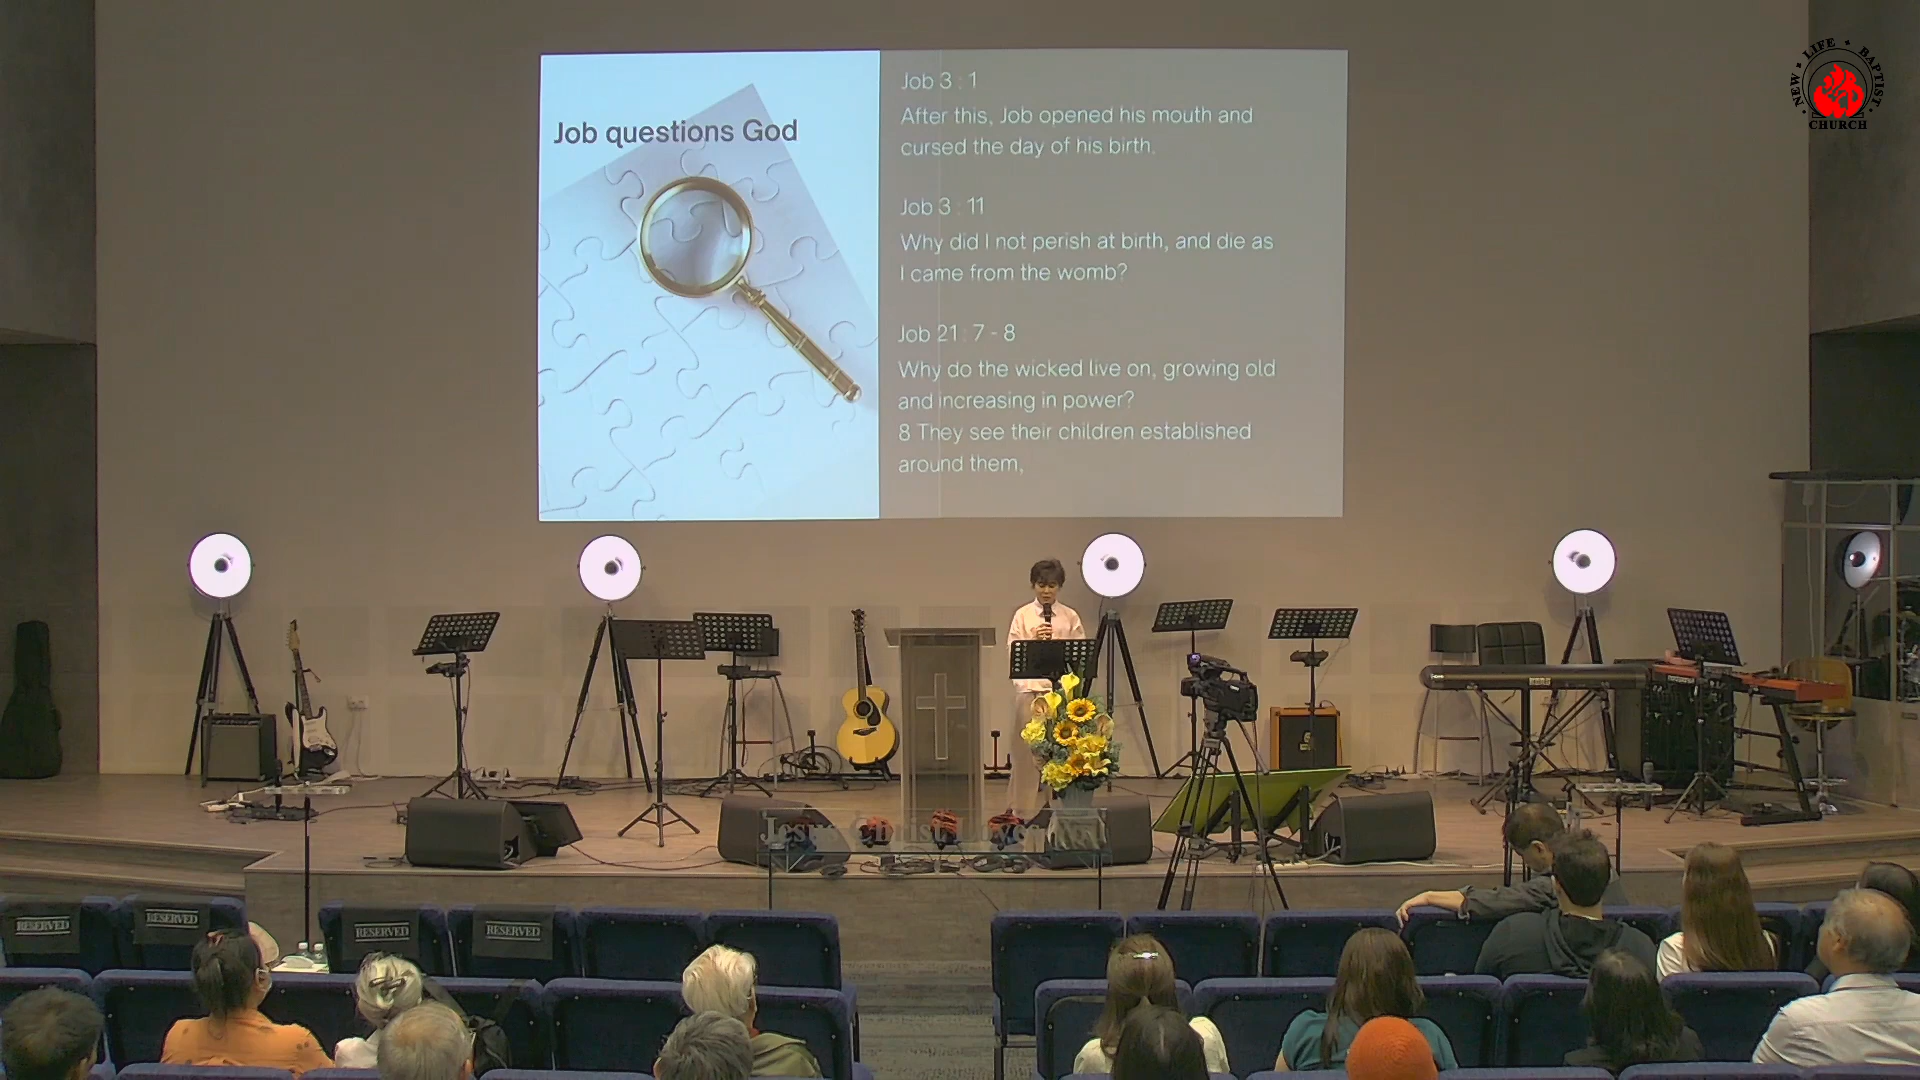 Job questions God
Job 3 : 1
After this, Job opened his mouth and
cursed the day of his birth.
Job 3 : 11
Why did I not perish at birth, and die as
I came from the womb?
Job 21 : 7 - 8
Why do the wicked live on, growing old
and increasing in power?
8 They see their children established
around them,
NEW LIFE BAPTIST
CHURCH
Jesus Christ
RESERVED
RESERVED
RESERVED
RESERVED